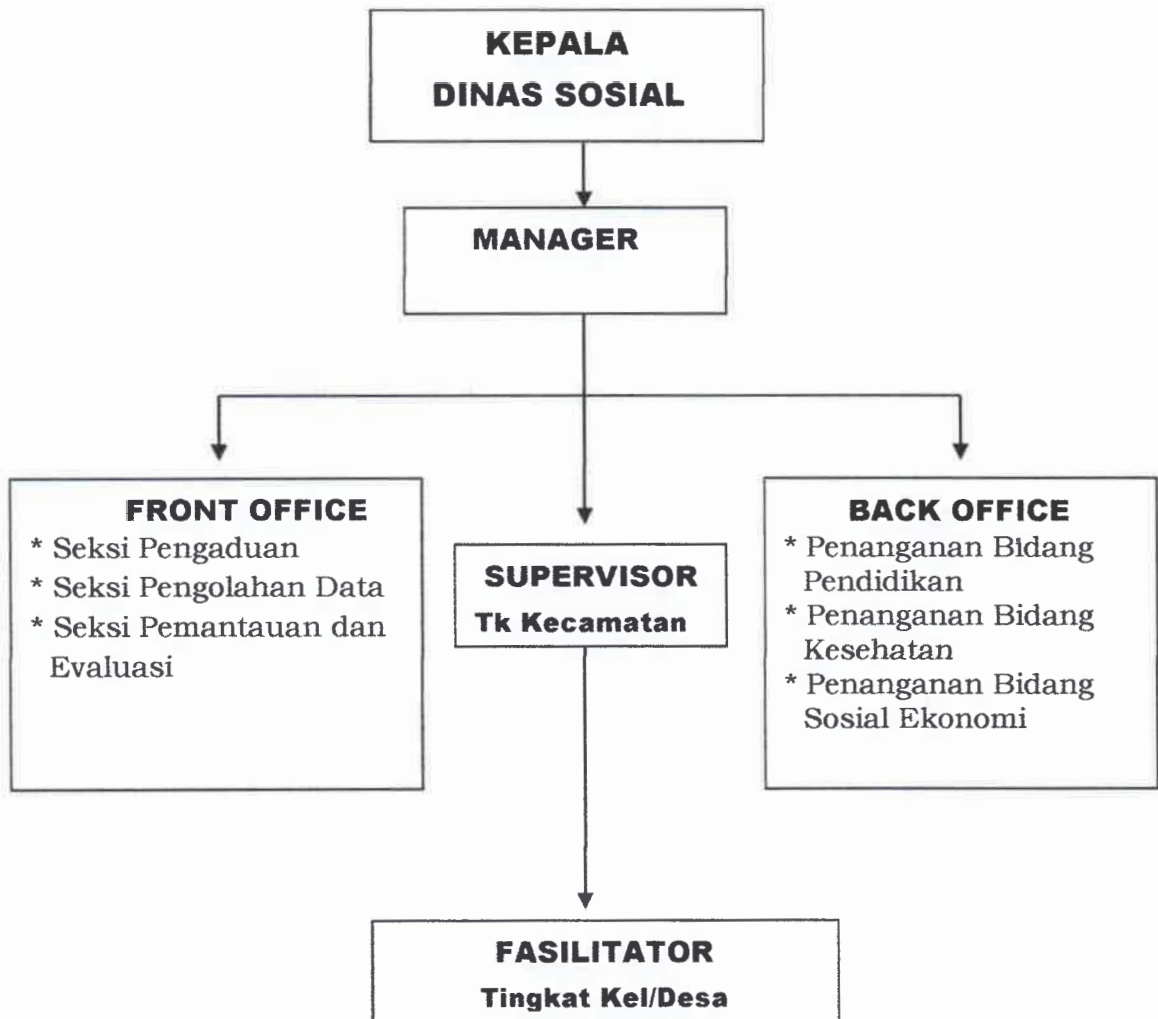 KEPALA
DINAS SOSIAL
MANAGER
FRONT OFFICE
* Seksi Pengaduan
* Seksi Pengolahan Data
* Seksi Pemantauan dan
Evaluasi
SUPERVISOR
Tk Kecamatan
BACK OFFICE
* Penanganan Bidang
Pendidikan
* Penanganan Bidang
Kesehatan
* Penanganan Bidang
Sosial Ekonomi
FASILITATOR
Tingkat Kel/Desa